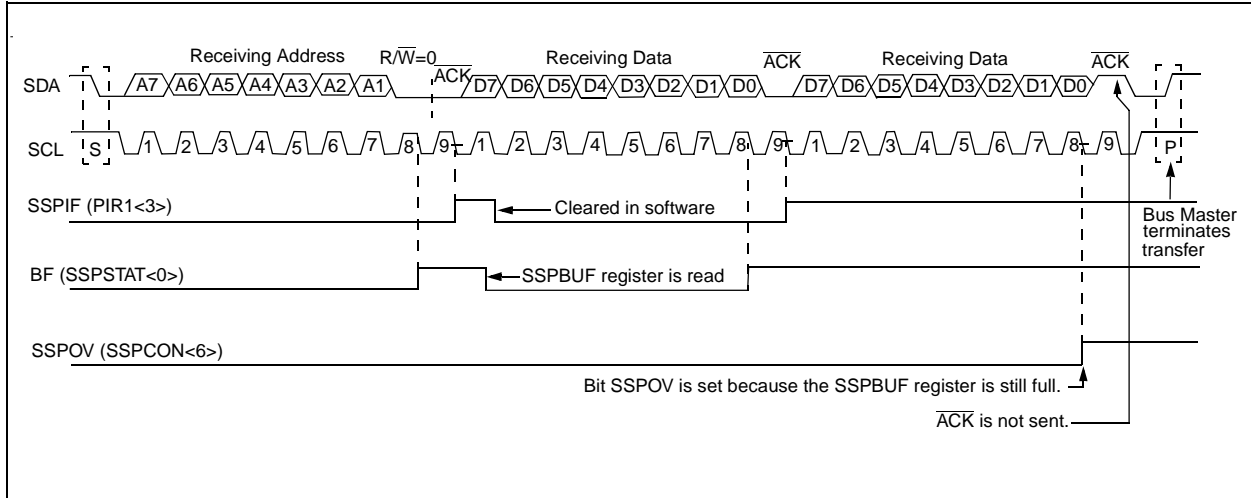 Receiving Address R/W=0 Receiving Data Receiving Data
ACK ACK ACK
SDA A7 A6 A5 A4 A3 A2 A1 D7 D6 D5 D4 D3 D2 D1 D0 D7 D6 D5 D4 D3 D2 D1 D0
SCL S 1 2 3 4 5 6 7 8 9 1 2 3 4 5 6 7 8 9 1 2 3 4 5 6 7 8 9 P
SSPIF (PIR1<3>)
Cleared in software
Bus Master
terminates
transfer
BF (SSPSTAT<0>)
SSPBUF register is read
SSPOV (SSPCON<6>)
Bit SSPOV is set because the SSPBUF register is still full.
ACK is not sent.